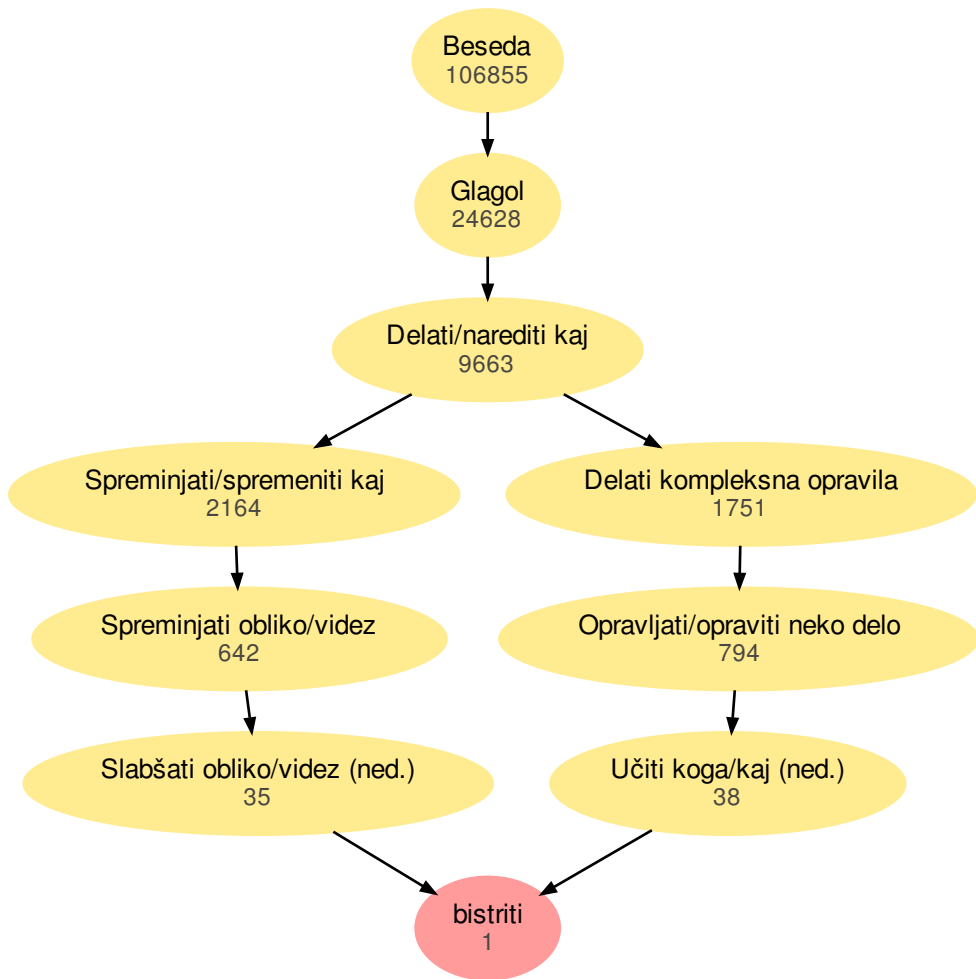 Beseda
106855
Glagol
24628
Delati/narediti kaj
9663
Spreminjati/spremeniti kaj
2164
Delati kompleksna opravila
1751
Spreminjati obliko/videz
642
Opravljati/opraviti neko delo
794
Slabšati obliko/videz (ned.)
35
Učiti koga/kaj (ned.)
38
bistriti
1